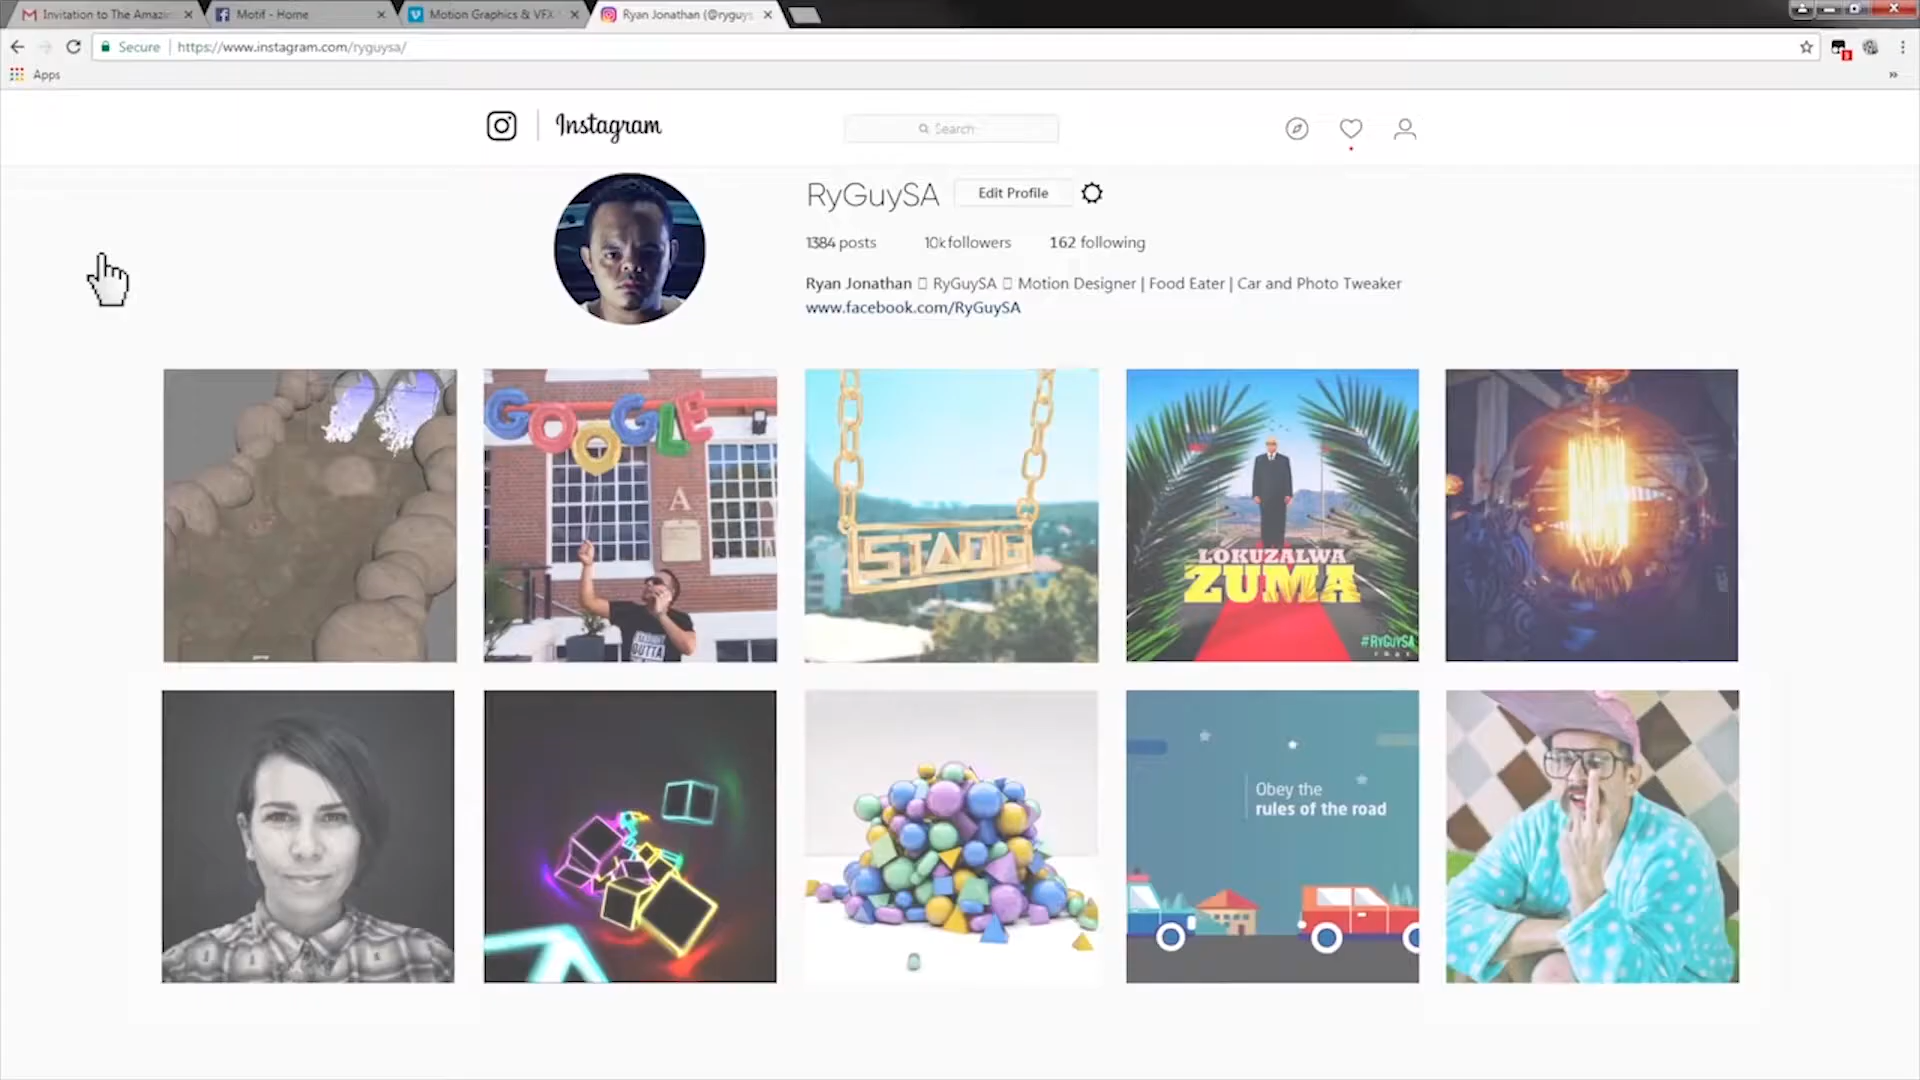 Invitation to The Amazin
Motif - Home
Motion Graphics & VFX
Ryan Jonathan (@ryguys
Secure
https://www.instagram.com/ryguysa/
Apps
Instagram
Search
RyGuySA
Edit Profile
1384 posts
10k followers
162 following
Ryan Jonathan RyGuySA Motion Designer | Food Eater | Car and Photo Tweaker
www.facebook.com/RyGuySA
GOOGLE
A
OUTTA
LOKUZALWA
ZUMA
#RYGUYSA
Obey the
rules of the road